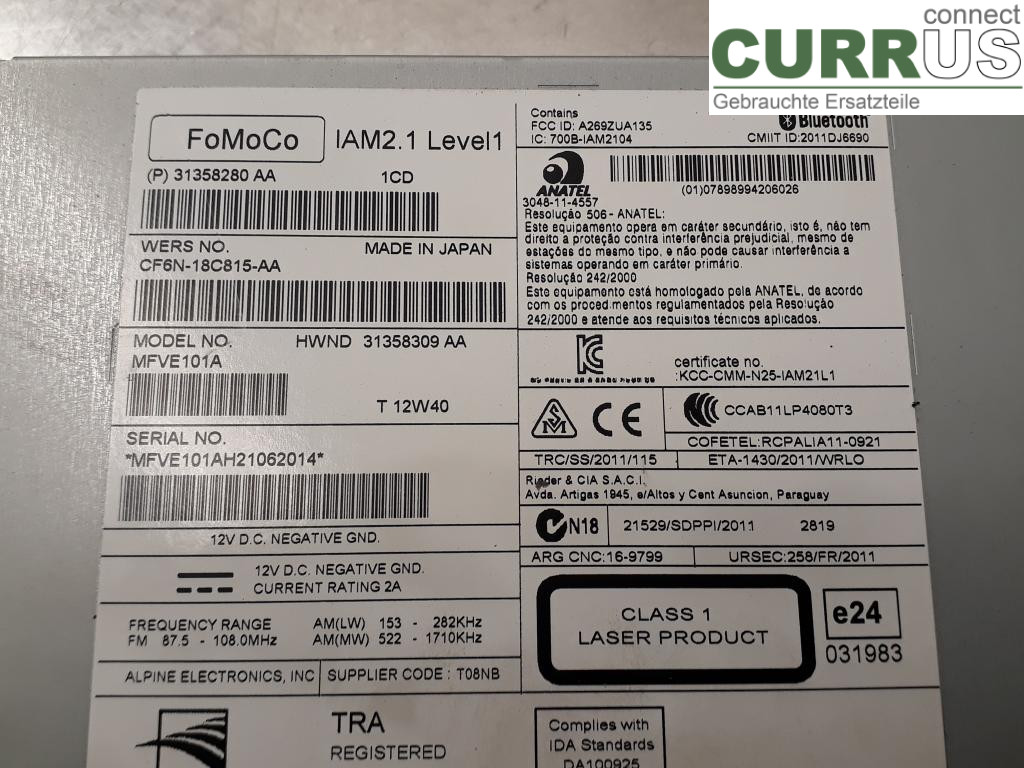 connect
CURRUS
Gebrauchte Ersatzteile
FoMoCo
IAM2.1 Level1
(P) 31358280 AA 1CD
WERS NO. MADE IN JAPAN
CF6N-18C815-AA
MODEL NO. HWND 31358309 AA
MFVE101A
T 12W40
SERIAL NO.
*MFVE101AH21062014*
12V D.C. NEGATIVE GND.
12V D.C. NEGATIVE GND.
CURRENT RATING 2A
FREQUENCY RANGE AM(LW) 153 - 282KHz
FM 87.5 - 108.0MHz AM(MW) 522 - 1710KHz
ALPINE ELECTRONICS, INC SUPPLIER CODE : T08NB
TRA
REGISTERED
Contains
FCC ID: A269ZUA135
IC: 700B-IAM2104
Bluetooth
CMIIT ID:2011DJ6690
ANATEL
3048-11-4557
(01)07898994206026
Resolução 506 - ANATEL:
Este equipamento opera em caráter secundário, isto é, não tem
direito a proteção contra interferência prejudicial, mesmo de
estações do mesmo tipo, e não pode causar interferência a
sistemas operando em caráter primário.
Resolução 242/2000
Este equipamento está homologado pela ANATEL, de acordo
com os procedimentos regulamentados pela Resolução
242/2000 e atende aos requisitos técnicos aplicados.
certificate no.
:KCC-CMM-N25-IAM21L1
CE
CCAB11LP4080T3
COFETEL:RCPALIA11-0921
TRC/SS/2011/115 ETA-1430/2011/WRLO
Rieder & CIA S.A.C.I.
Avda. Artigas 1945, e/Altos y Cent Asuncion, Paraguay
N18 21529/SDPPI/2011 2819
ARG CNC:16-9799 URSEC:258/FR/2011
CLASS 1
LASER PRODUCT
e24
031983
Complies with
IDA Standards
DA100925